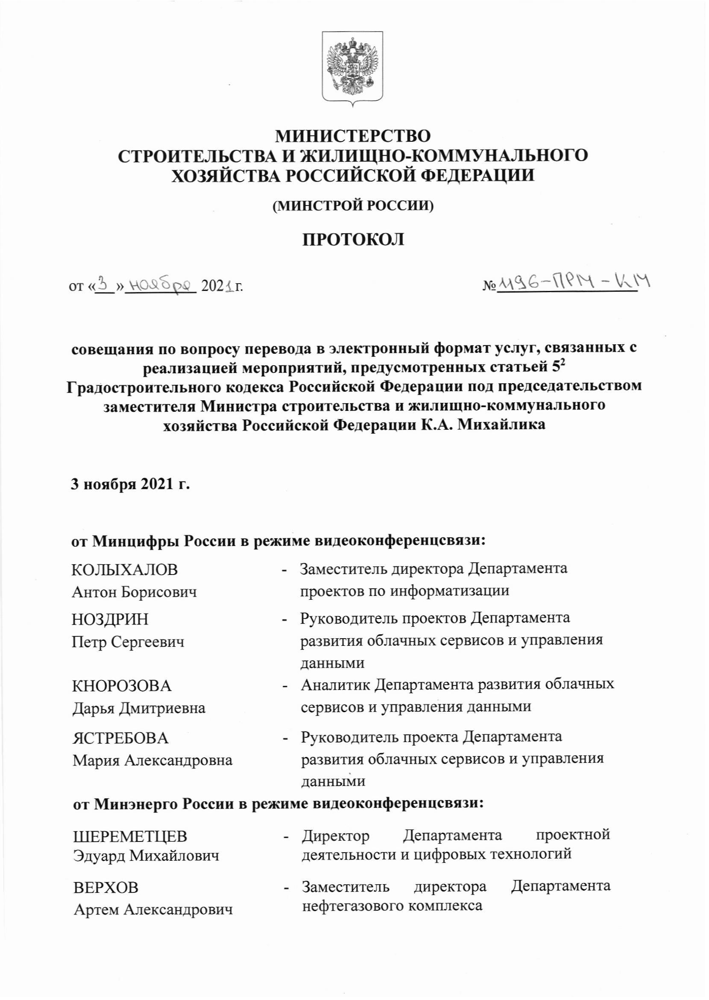 МИНИСТЕРСТВО
СТРОИТЕЛЬСТВА И ЖИЛИЩНО-КОММУНАЛЬНОГО
ХОЗЯЙСТВА РОССИЙСКОЙ ФЕДЕРАЦИИ
(МИНСТРОЙ РОССИИ)
ПРОТОКОЛ
от «3» ноября 2021 г. № 1196-ПРМ-КМ
совещания по вопросу перевода в электронный формат услуг, связанных с
реализацией мероприятий, предусмотренных статьей 5²
Градостроительного кодекса Российской Федерации под председательством
заместителя Министра строительства и жилищно-коммунального
хозяйства Российской Федерации К.А. Михайлика
3 ноября 2021 г.
от Минцифры России в режиме видеоконференцсвязи:
КОЛЫХАЛОВ - Заместитель директора Департамента
Антон Борисович проектов по информатизации
НОЗДРИН - Руководитель проектов Департамента
Петр Сергеевич развития облачных сервисов и управления
данными
КНОРОЗОВА - Аналитик Департамента развития облачных
Дарья Дмитриевна сервисов и управления данными
ЯСТРЕБОВА - Руководитель проекта Департамента
Мария Александровна развития облачных сервисов и управления
данными
от Минэнерго России в режиме видеоконференцсвязи:
ШЕРЕМЕТЦЕВ - Директор Департамента проектной
Эдуард Михайлович деятельности и цифровых технологий
ВЕРХОВ - Заместитель директора Департамента
Артем Александрович нефтегазового комплекса